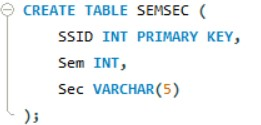 CREATE TABLE SEMSEC (
    SSID INT PRIMARY KEY,
    Sem INT,
    Sec VARCHAR(5)
);